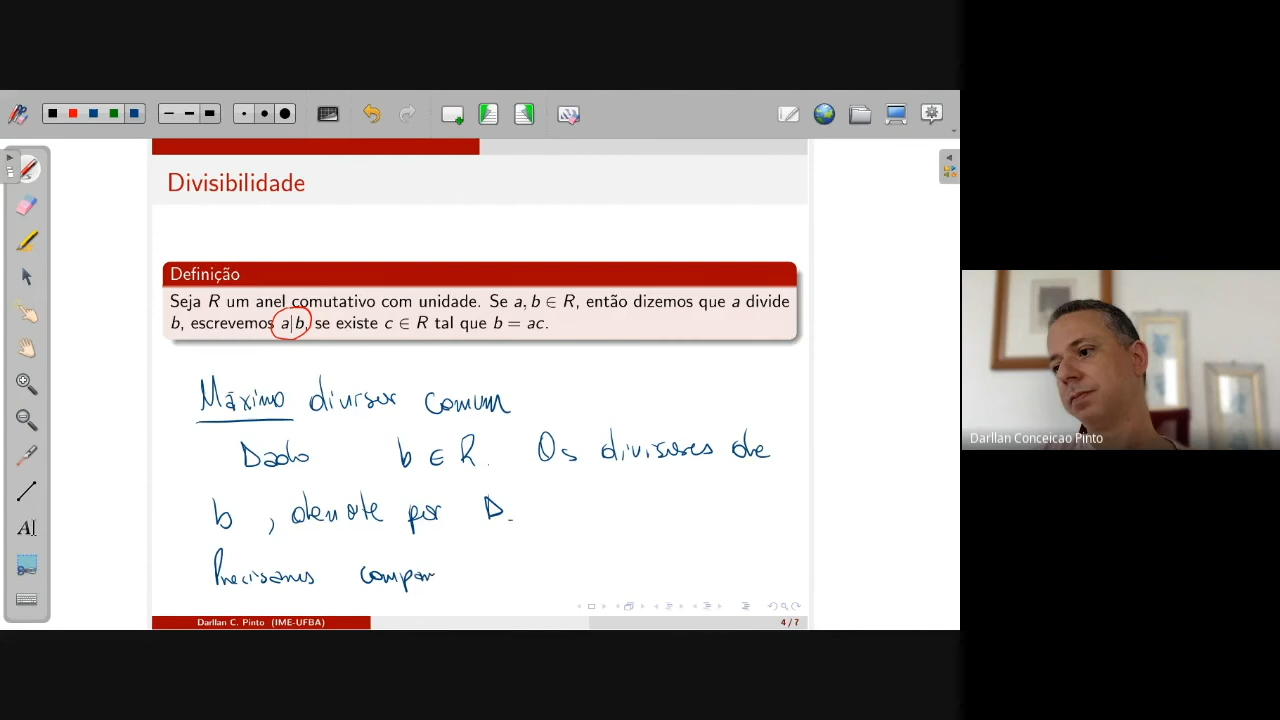 Divisibilidade
Definição
Seja R um anel comutativo com unidade. Se a, b ∈ R, então dizemos que a divide
b, escrevemos a|b, se existe c ∈ R tal que b = ac.
Máximo divisor comum
Dado b ∈ R. Os divisores de
b, denote por D.
Precisamos compar
Darllan C. Pinto (IME-UFBA)
4 / 7
Darllan Conceicao Pinto